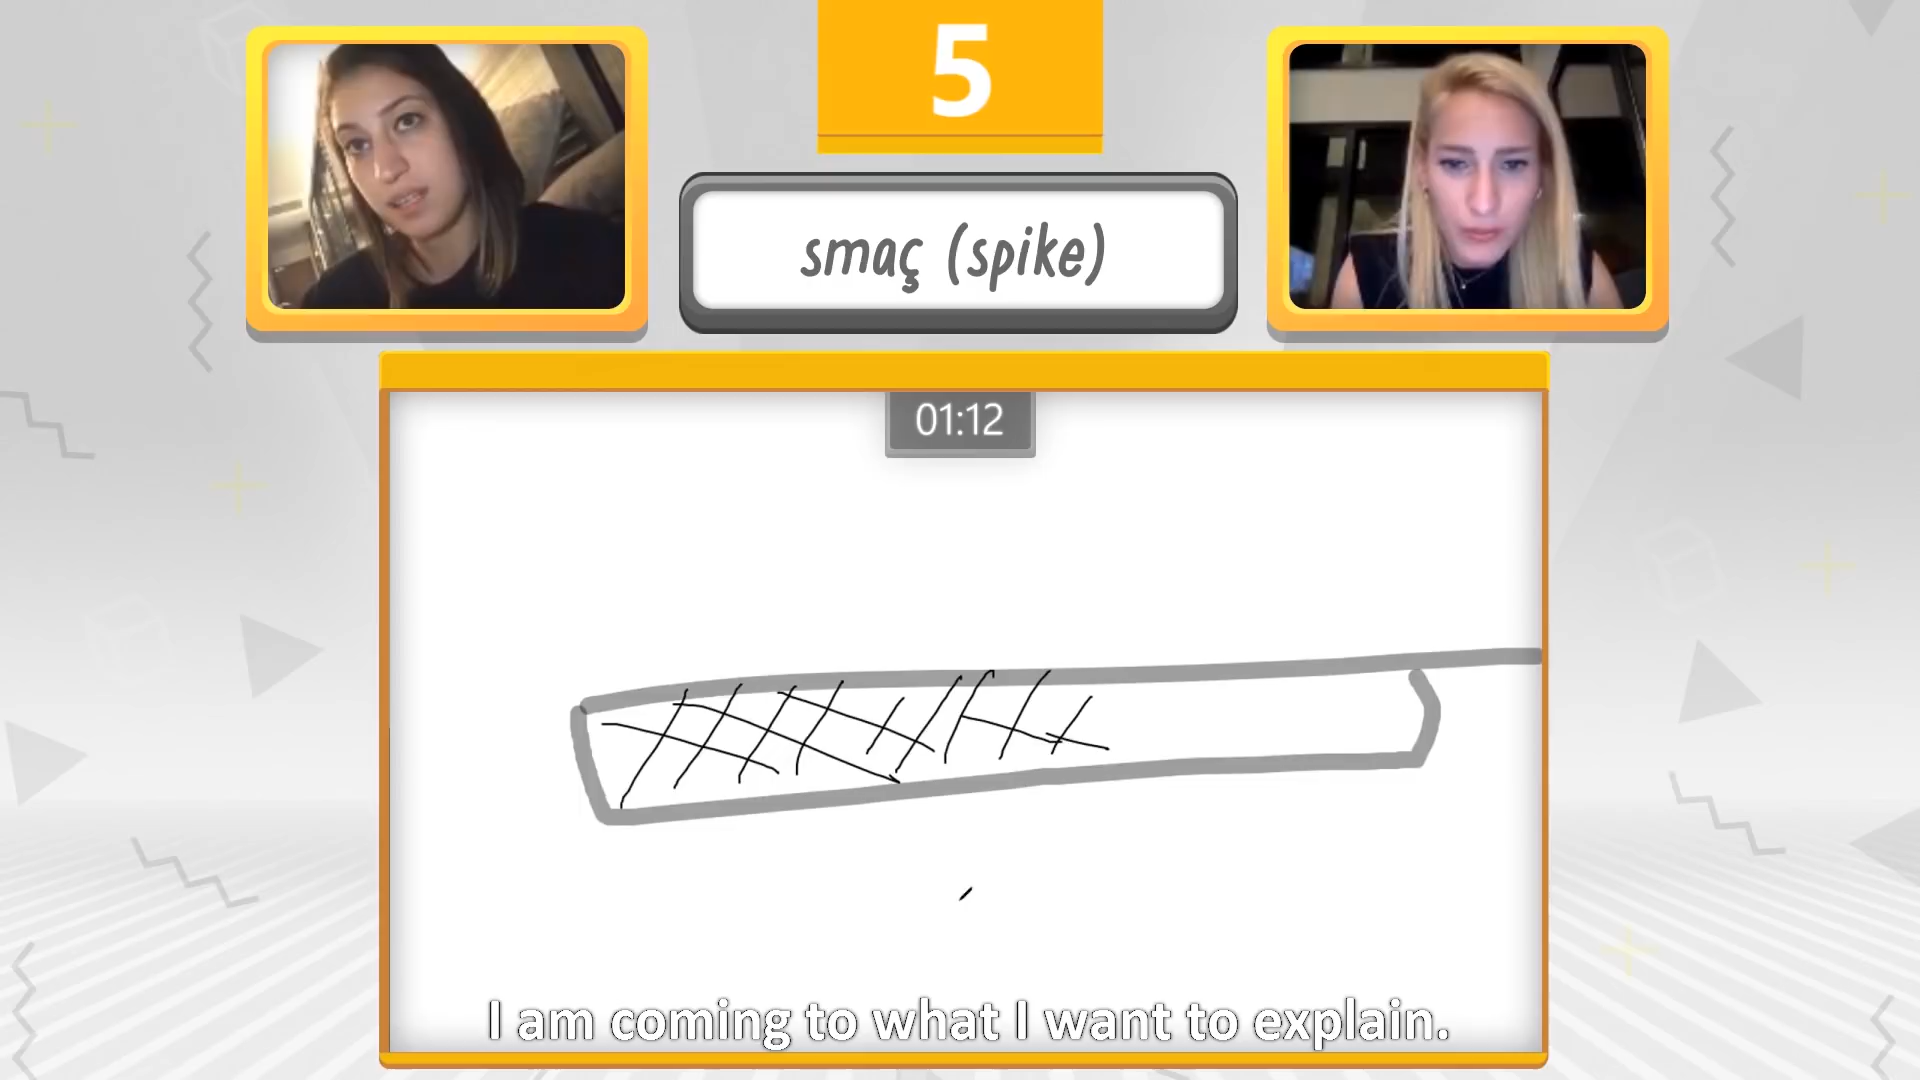 5
smaç (spike)
01:12
I am coming to what I want to explain.